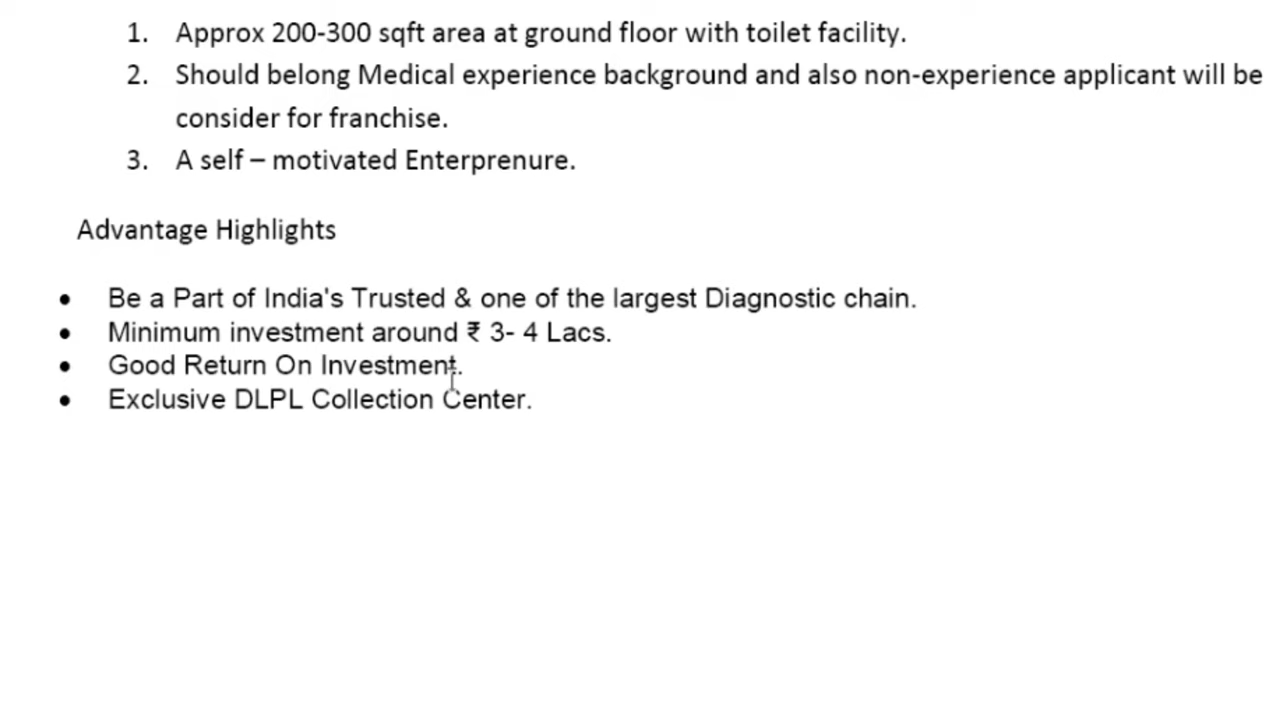 1. Approx 200-300 sqft area at ground floor with toilet facility.
2. Should belong Medical experience background and also non-experience applicant will be
consider for franchise.
3. A self – motivated Enterprenure.
Advantage Highlights
• Be a Part of India's Trusted & one of the largest Diagnostic chain.
• Minimum investment around ₹ 3- 4 Lacs.
• Good Return On Investment.
• Exclusive DLPL Collection Center.